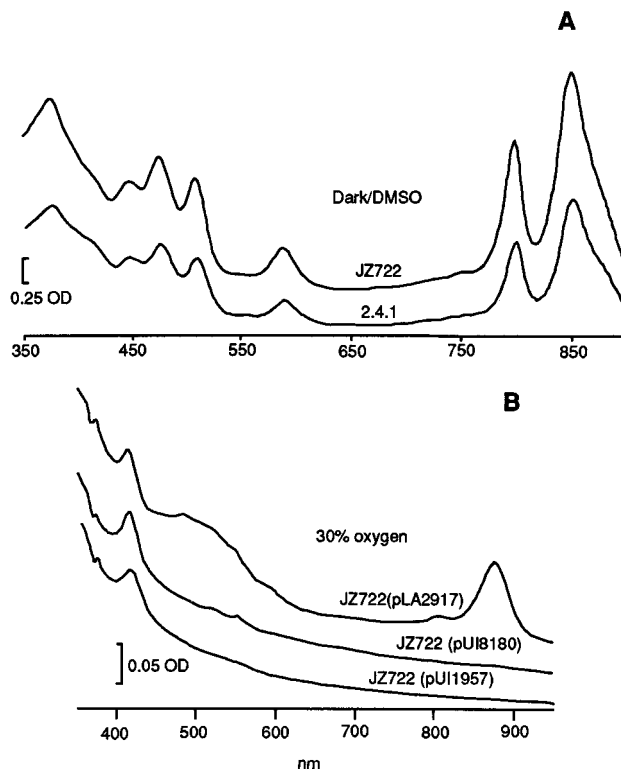 A
Dark/DMSO
JZ722
0.25 OD
2.4.1
350 450 550 650 750 850
B
30% oxygen
JZ722(pLA2917)
JZ722 (pUI8180)
0.05 OD
JZ722 (pUI1957)
400 500 600 700 800 900
nm